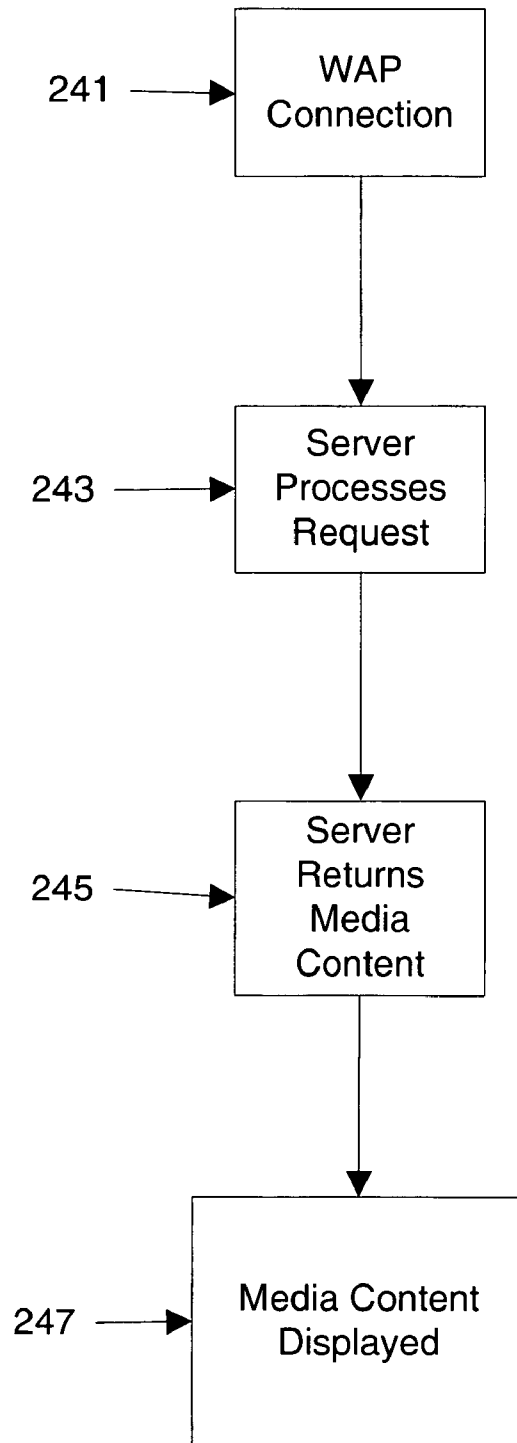 241
WAP
Connection
243
Server
Processes
Request
245
Server
Returns
Media
Content
247
Media Content
Displayed